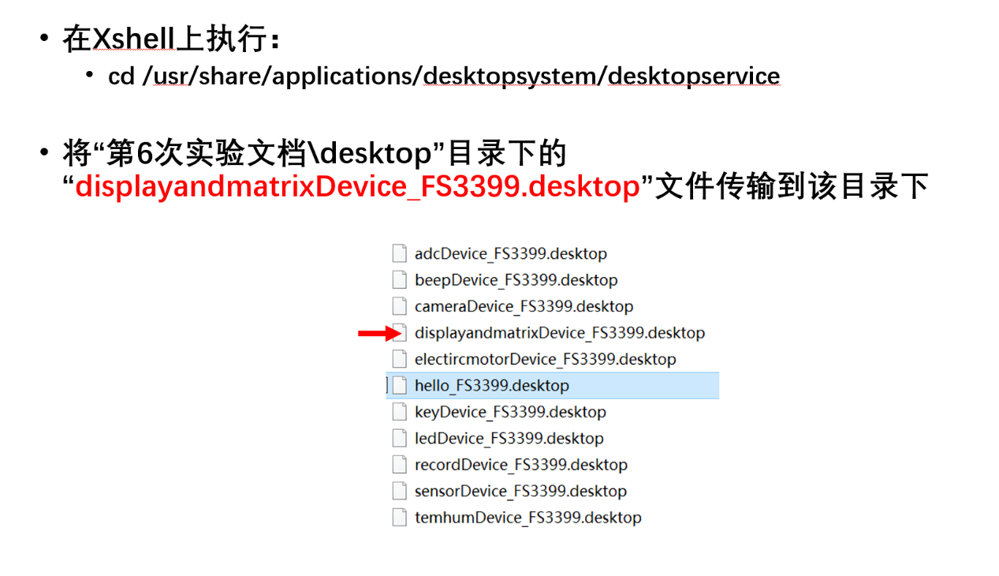 • 在Xshell上执行：
• cd /usr/share/applications/desktopsystem/desktopservice
• 将“第6次实验文档\desktop”目录下的
“displayandmatrixDevice_FS3399.desktop”文件传输到该目录下
adcDevice_FS3399.desktop
beepDevice_FS3399.desktop
cameraDevice_FS3399.desktop
displayandmatrixDevice_FS3399.desktop
electircmotorDevice_FS3399.desktop
hello_FS3399.desktop
keyDevice_FS3399.desktop
ledDevice_FS3399.desktop
recordDevice_FS3399.desktop
sensorDevice_FS3399.desktop
temhumDevice_FS3399.desktop